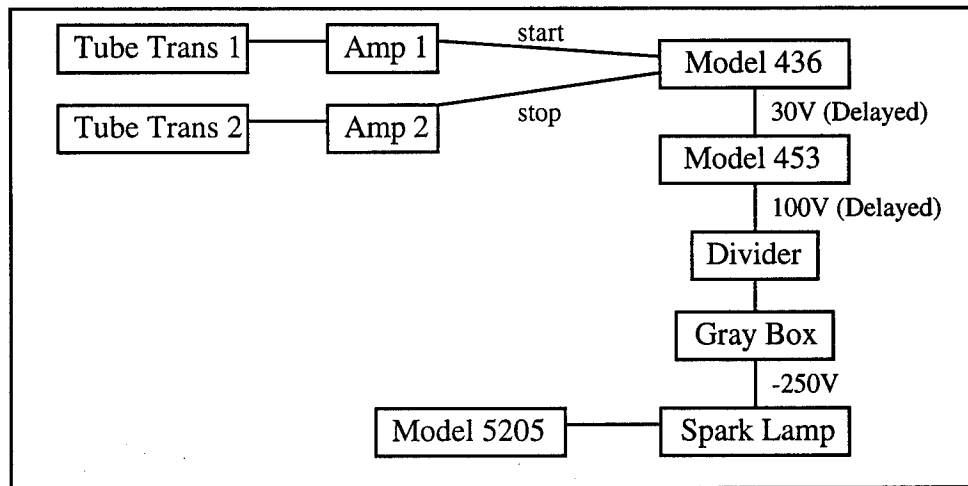 Tube Trans 1
Amp 1
start
Model 436
Tube Trans 2
Amp 2
stop
30V (Delayed)
Model 453
100V (Delayed)
Divider
Gray Box
-250V
Model 5205
Spark Lamp